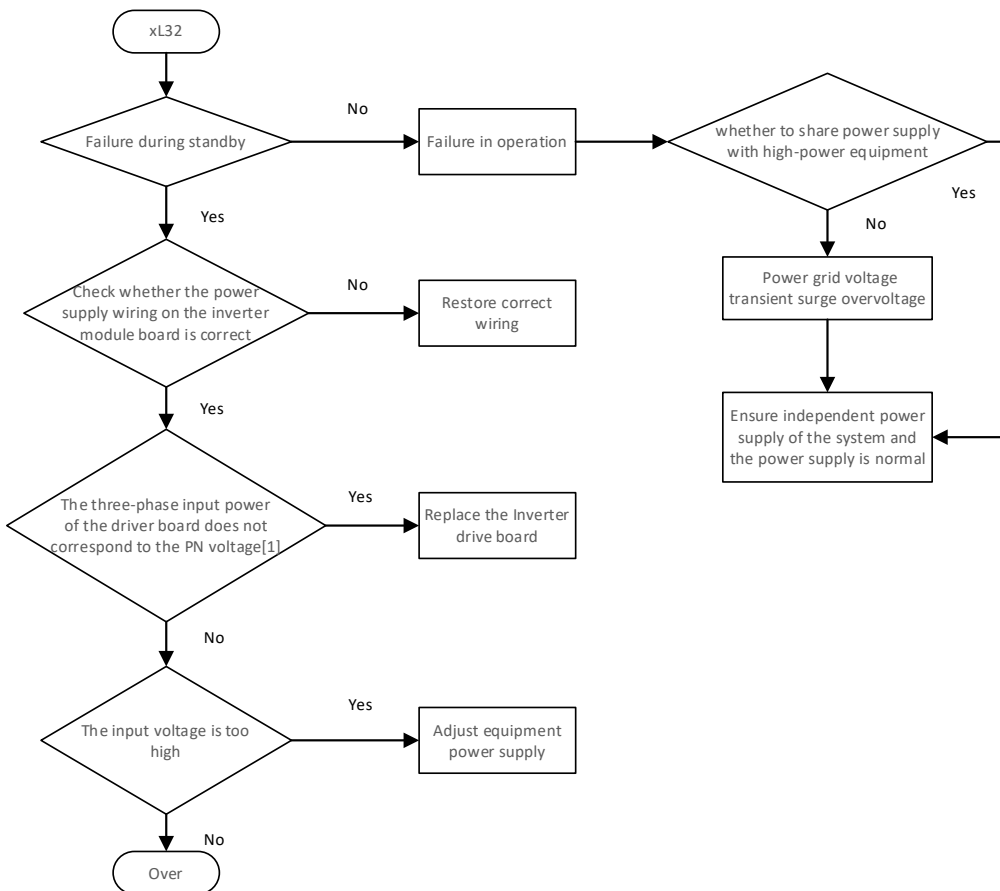 xL32
Failure during standby
No
Failure in operation
whether to share power supply
with high-power equipment
Yes
No
Yes
Check whether the power
supply wiring on the inverter
module board is correct
No
Restore correct
wiring
Power grid voltage
transient surge overvoltage
Yes
Ensure independent power
supply of the system and
the power supply is normal
The three-phase input power
of the driver board does not
correspond to the PN voltage[1]
Yes
Replace the Inverter
drive board
No
The input voltage is too
high
Yes
Adjust equipment
power supply
No
Over